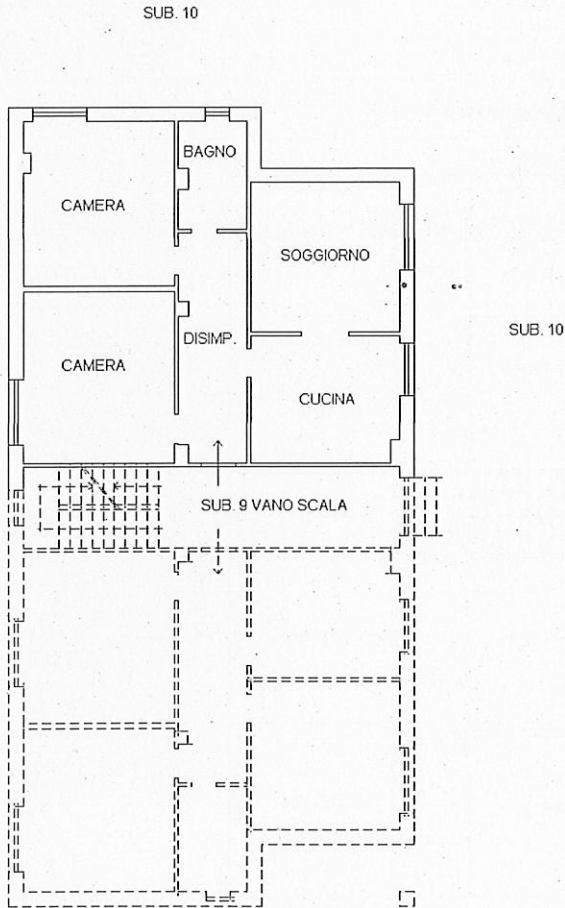 SUB. 10
BAGNO
CAMERA
SOGGIORNO
SUB. 10
DISIMP.
CAMERA
CUCINA
SUB. 9 VANO SCALA